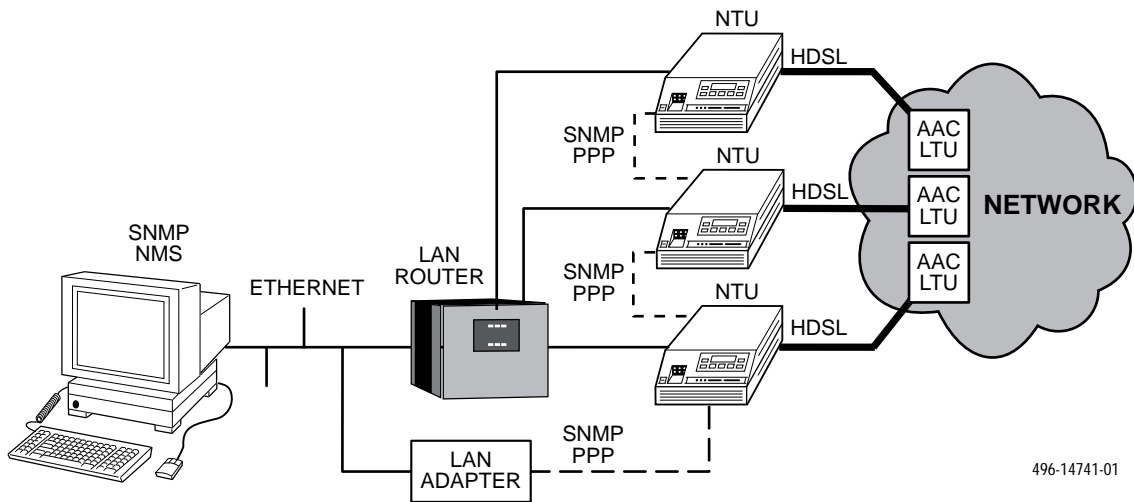 NTU
HDSL
SNMP
PPP
AAC
LTU
NTU
HDSL
AAC
LTU
NETWORK
SNMP
NMS
LAN
ROUTER
ETHERNET
SNMP
PPP
NTU
HDSL
AAC
LTU
LAN
ADAPTER
SNMP
PPP
496-14741-01